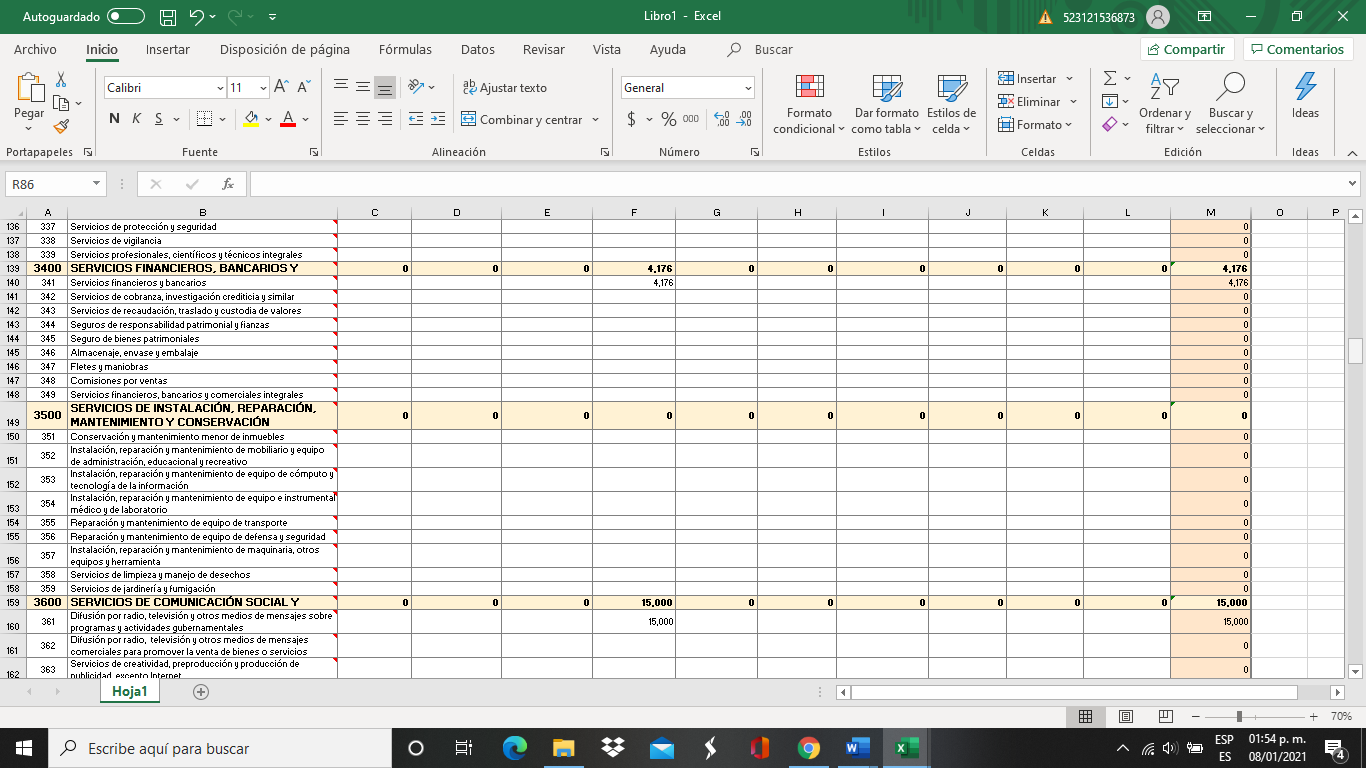 Autoguardado
Libro1 - Excel
523121536873
Archivo Inicio Insertar Disposición de página Fórmulas Datos Revisar Vista Ayuda Buscar Compartir Comentarios
Pegar
Calibri 11
N K S A
Ajustar texto
Combinar y centrar
General
$ % 000
Formato condicional
Dar formato como tabla
Estilos de celda
Insertar
Eliminar
Formato
Ordenar y filtrar
Buscar y seleccionar
Ideas
Portapapeles Fuente Alineación Número Estilos Celdas Edición Ideas
R86 fx
A B C D E F G H I J K L M O P
136 337 Servicios de protección y seguridad 0
137 338 Servicios de vigilancia 0
138 339 Servicios profesionales, científicos y técnicos integrales 0
139 3400 SERVICIOS FINANCIEROS, BANCARIOS Y 0 0 0 4,176 0 0 0 0 0 0 4,176
140 341 Servicios financieros y bancarios 4,176 4,176
141 342 Servicios de cobranza, investigación crediticia y similar 0
142 343 Servicios de recaudación, traslado y custodia de valores 0
143 344 Seguros de responsabilidad patrimonial y fianzas 0
144 345 Seguro de bienes patrimoniales 0
145 346 Almacenaje, envase y embalaje 0
146 347 Fletes y maniobras 0
147 348 Comisiones por ventas 0
148 349 Servicios financieros, bancarios y comerciales integrales 0
149 3500 SERVICIOS DE INSTALACIÓN, REPARACIÓN,
MANTENIMIENTO Y CONSERVACIÓN 0 0 0 0 0 0 0 0 0 0 0
150 351 Conservación y mantenimiento menor de inmuebles 0
151 352 Instalación, reparación y mantenimiento de mobiliario y equipo
de administración, educacional y recreativo 0
152 353 Instalación, reparación y mantenimiento de equipo de cómputo y
tecnología de la información 0
153 354 Instalación, reparación y mantenimiento de equipo e instrumental
médico y de laboratorio 0
154 355 Reparación y mantenimiento de equipo de transporte 0
155 356 Reparación y mantenimiento de equipo de defensa y seguridad 0
156 357 Instalación, reparación y mantenimiento de maquinaria, otros
equipos y herramienta 0
157 358 Servicios de limpieza y manejo de desechos 0
158 359 Servicios de jardinería y fumigación 0
159 3600 SERVICIOS DE COMUNICACIÓN SOCIAL Y 0 0 0 15,000 0 0 0 0 0 0 15,000
160 361 Difusión por radio, televisión y otros medios de mensajes sobre
programas y actividades gubernamentales 15,000 15,000
161 362 Difusión por radio, televisión y otros medios de mensajes
comerciales para promover la venta de bienes o servicios 0
162 363 Servicios de creatividad, preproducción y producción de
publicidad, excepto Internet 0
Hoja1
70%
Escribe aquí para buscar
ESP
ES
01:54 p. m.
08/01/2021
4